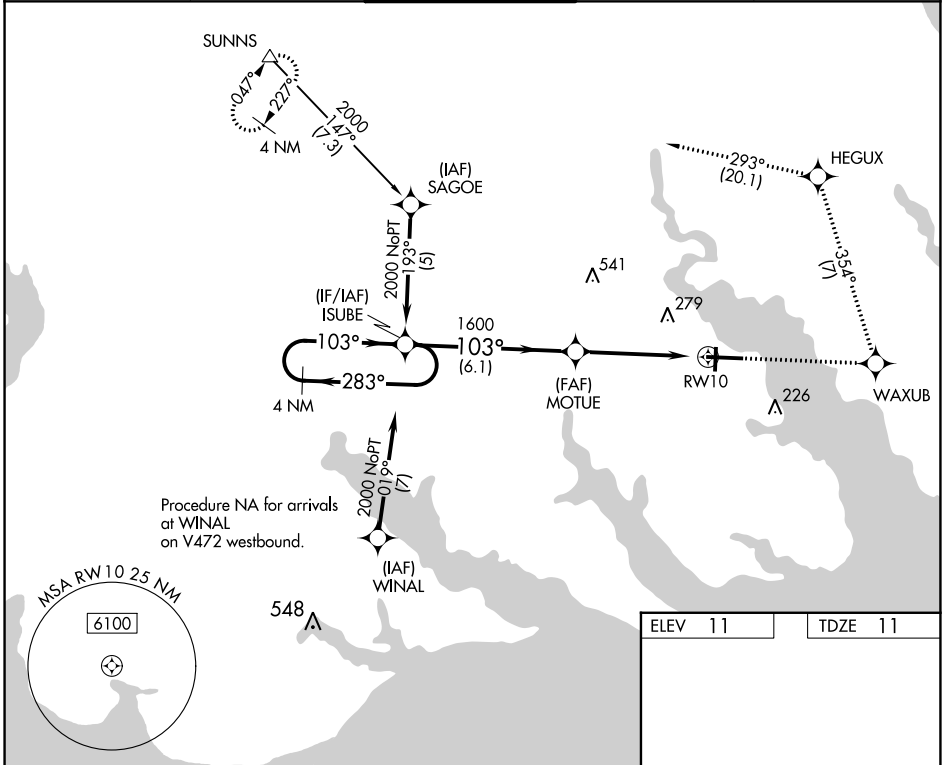 SUNNS
047°
227°
4 NM
2000
147°
(7.3)
(IAF)
SAGOE
2000 NoPT
193°
(5)
293°
(20.1)
HEGUX
354°
(7)
541
279
(IF/IAF)
ISUBE
103°
283°
4 NM
1600
103°
(6.1)
(FAF)
MOTUE
RW10
WAXUB
226
2000 NoPT
019°
(7)
Procedure NA for arrivals
at WINAL
on V472 westbound.
(IAF)
WINAL
MSA RW10 25 NM
6100
548
ELEV 11
TDZE 11